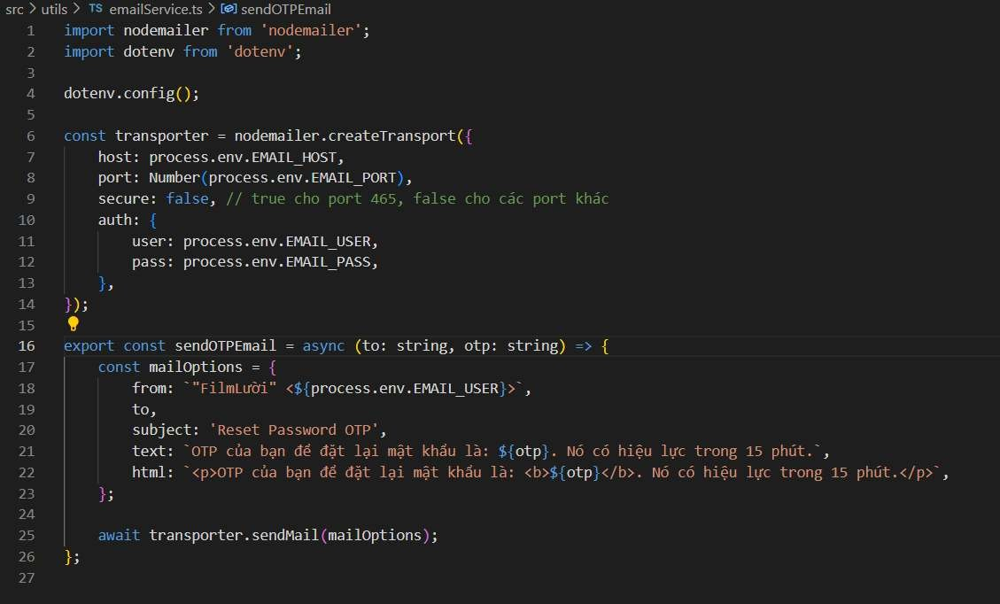 src > utils > TS emailService.ts > sendOTPEmail
1 import nodemailer from 'nodemailer';
2 import dotenv from 'dotenv';
3
4 dotenv.config();
5
6 const transporter = nodemailer.createTransport({
7     host: process.env.EMAIL_HOST,
8     port: Number(process.env.EMAIL_PORT),
9     secure: false, // true cho port 465, false cho các port khác
10     auth: {
11         user: process.env.EMAIL_USER,
12         pass: process.env.EMAIL_PASS,
13     },
14 });
15
16 export const sendOTPEmail = async (to: string, otp: string) => {
17     const mailOptions = {
18         from: `"FilmLười" <${process.env.EMAIL_USER}>`,
19         to,
20         subject: 'Reset Password OTP',
21         text: `OTP của bạn để đặt lại mật khẩu là: ${otp}. Nó có hiệu lực trong 15 phút.`,
22         html: `<p>OTP của bạn để đặt lại mật khẩu là: <b>${otp}</b>. Nó có hiệu lực trong 15 phút.</p>`,
23     };
24
25     await transporter.sendMail(mailOptions);
26 };
27